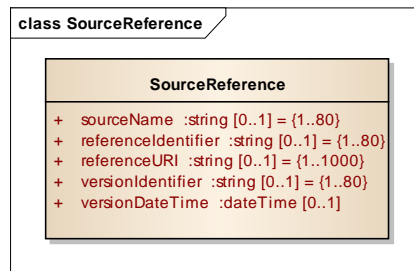 class SourceReference
SourceReference
+ sourceName :string [0..1] = {1..80}
+ referenceIdentifier :string [0..1] = {1..80}
+ referenceURI :string [0..1] = {1..1000}
+ versionIdentifier :string [0..1] = {1..80}
+ versionDateTime :dateTime [0..1]